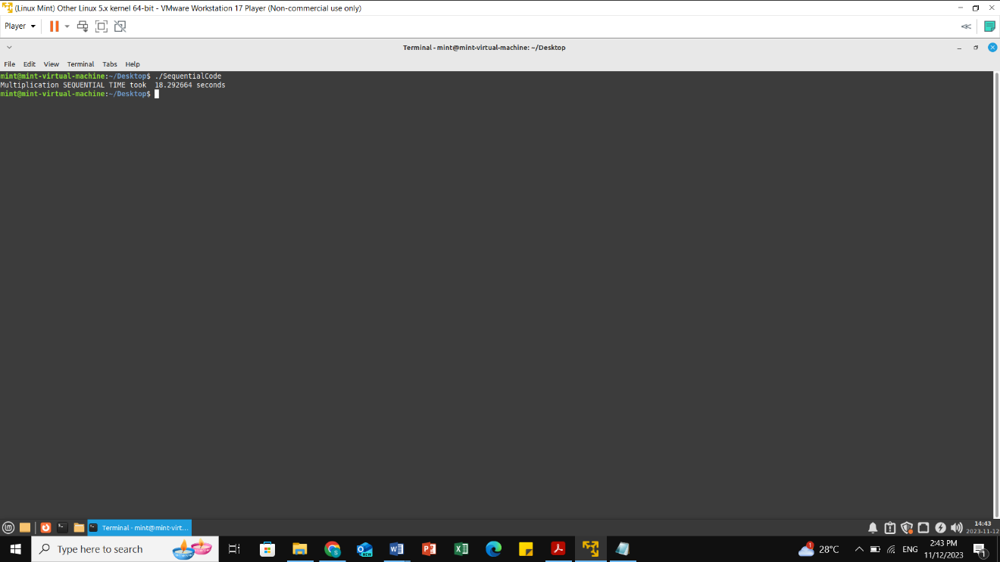 (Linux Mint) Other Linux 5.x kernel 64-bit - VMware Workstation 17 Player (Non-commercial use only)
Player
Terminal - mint@mint-virtual-machine: ~/Desktop
File Edit View Terminal Tabs Help
mint@mint-virtual-machine:~/Desktop$ ./SequentialCode
Multiplication SEQUENTIAL TIME took  18.292664 seconds
mint@mint-virtual-machine:~/Desktop$
Terminal - mint@mint-virt...
14:43
2023-11-12
Type here to search
NEW
1
28°C
ENG
2:43 PM
11/12/2023
1